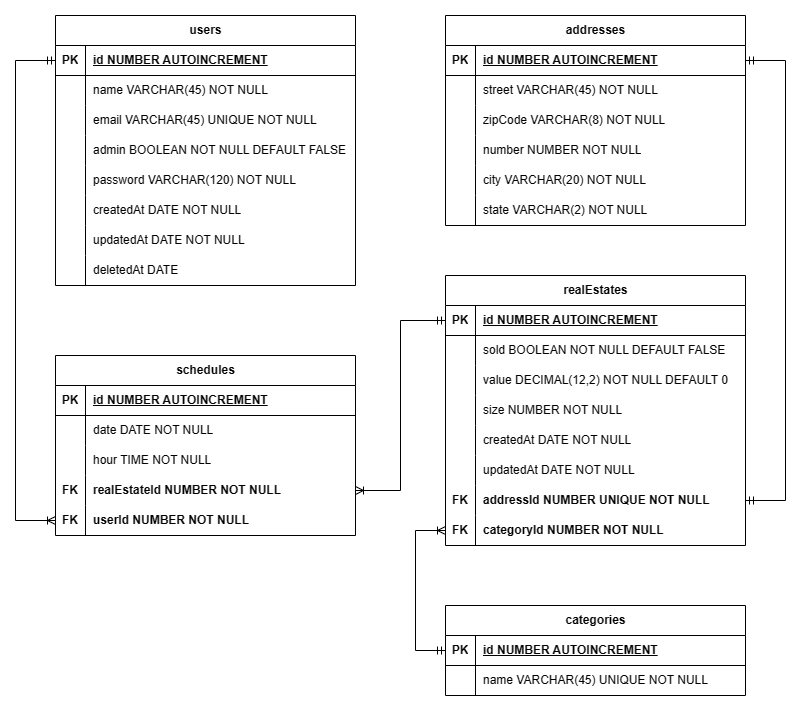 users
PK id NUMBER AUTOINCREMENT
name VARCHAR(45) NOT NULL
email VARCHAR(45) UNIQUE NOT NULL
admin BOOLEAN NOT NULL DEFAULT FALSE
password VARCHAR(120) NOT NULL
createdAt DATE NOT NULL
updatedAt DATE NOT NULL
deletedAt DATE
addresses
PK id NUMBER AUTOINCREMENT
street VARCHAR(45) NOT NULL
zipCode VARCHAR(8) NOT NULL
number NUMBER NOT NULL
city VARCHAR(20) NOT NULL
state VARCHAR(2) NOT NULL
schedules
PK id NUMBER AUTOINCREMENT
date DATE NOT NULL
hour TIME NOT NULL
FK realEstateId NUMBER NOT NULL
FK userId NUMBER NOT NULL
realEstates
PK id NUMBER AUTOINCREMENT
sold BOOLEAN NOT NULL DEFAULT FALSE
value DECIMAL(12,2) NOT NULL DEFAULT 0
size NUMBER NOT NULL
createdAt DATE NOT NULL
updatedAt DATE NOT NULL
FK addressId NUMBER UNIQUE NOT NULL
FK categoryId NUMBER NOT NULL
categories
PK id NUMBER AUTOINCREMENT
name VARCHAR(45) UNIQUE NOT NULL